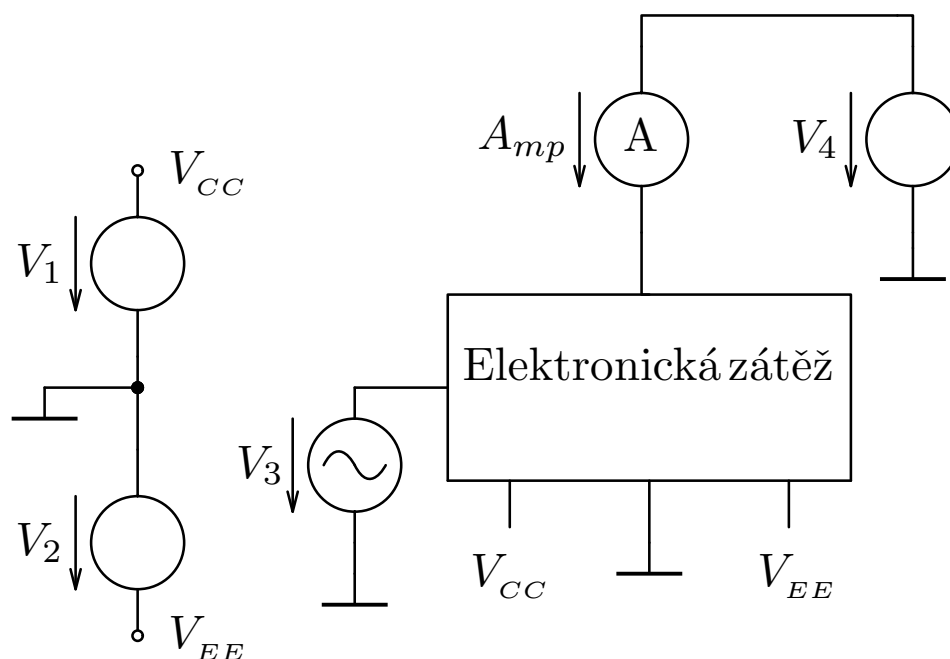 A_mp
A
V_4
V_CC
V_1
Elektronická zátěž
V_3
V_2
V_CC
V_EE
V_EE